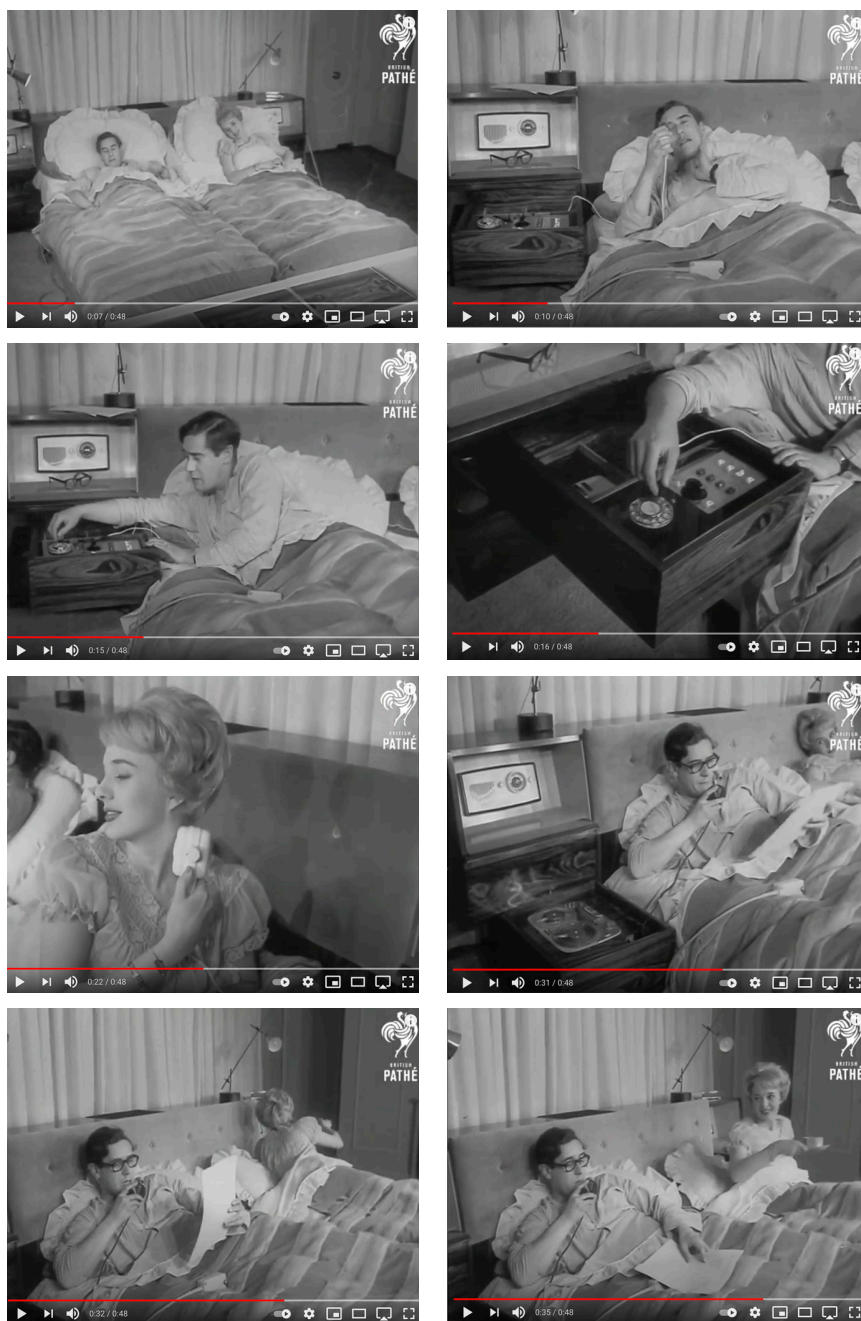 BRITISH
PATHÉ
0:07 / 0:48
BRITISH
PATHÉ
0:10 / 0:48
BRITISH
PATHÉ
0:15 / 0:48
BRITISH
PATHÉ
0:16 / 0:48
BRITISH
PATHÉ
0:22 / 0:48
BRITISH
PATHÉ
0:31 / 0:48
BRITISH
PATHÉ
0:32 / 0:48
BRITISH
PATHÉ
0:35 / 0:48